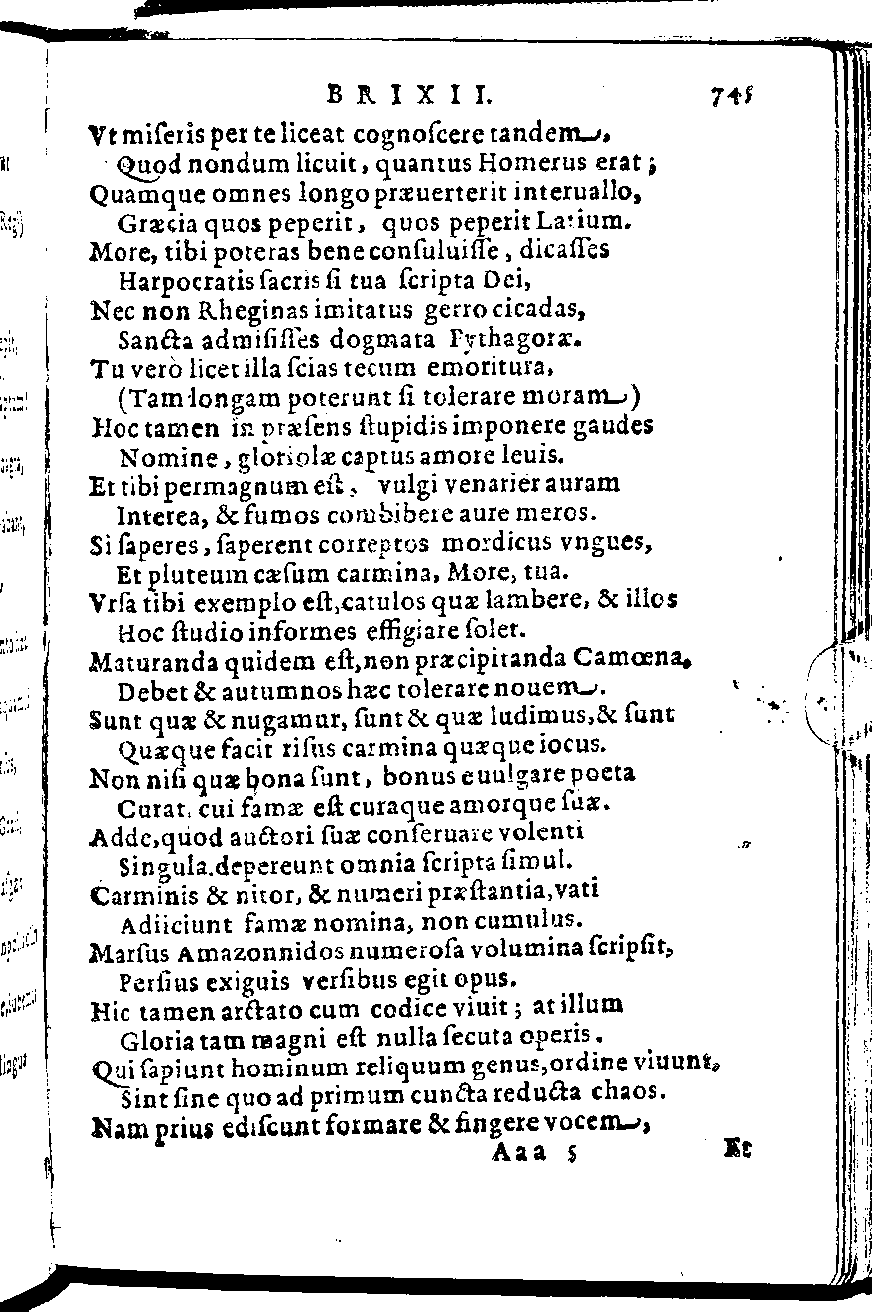 BRIXII. 745
Vt miſeris per te liceat cognoſcere tandem,
Quod nondum licuit, quantus Homerus erat;
Quamque omnes longo præuerterit interuallo,
Græcia quos peperit, quos peperit Latium.
More, tibi poteras bene conſuluiſſe, dicaſſes
Harpocratis ſacris ſi tua ſcripta Dei,
Nec non Rheginas imitatus gerro cicadas,
Sancta admiſiſſes dogmata Pythagoræ.
Tu verò licet illa ſcias tecum emoritura,
(Tam longam poterunt ſi tolerare moram)
Hoc tamen in præſens ſtupidis imponere gaudes
Nomine, gloriolæ captus amore leuis.
Et tibi permagnum eſt, vulgi venarier auram
Interea, & fumos combibere aure meros.
Si ſaperes, ſaperent correptos mordicus vngues,
Et pluteum cæſum carmina, More, tua.
Vrſa tibi exemplo eſt,catulos quæ lambere, & illos
Hoc ſtudio informes effigiare ſolet.
Maturanda quidem eſt,non præcipitanda Camœna,
Debet & autumnos hæc tolerare nouem.
Sunt quæ & nugamur, ſunt & quæ ludimus,& ſunt
Quæque facit riſus carmina quæque iocus.
Non niſi quæ bona ſunt, bonus euulgare poeta
Curat, cui famæ eſt curaque amorque ſuæ.
Adde,quod auctori ſuæ conſeruare volenti
Singula.depereunt omnia ſcripta ſimul.
Carminis & nitor, & numeri præſtantia,vati
Adiiciunt famæ nomina, non cumulus.
Marſus Amazonnidos numeroſa volumina ſcripſit,
Perſius exiguis verſibus egit opus.
Hic tamen arctato cum codice viuit; at illum
Gloria tam magni eſt nulla ſecuta operis.
Qui ſapiunt hominum reliquum genus,ordine viuunt,
Sint ſine quo ad primum cuncta reducta chaos.
Nam prius ediſcunt formare & fingere vocem,
Aaa 5 Et